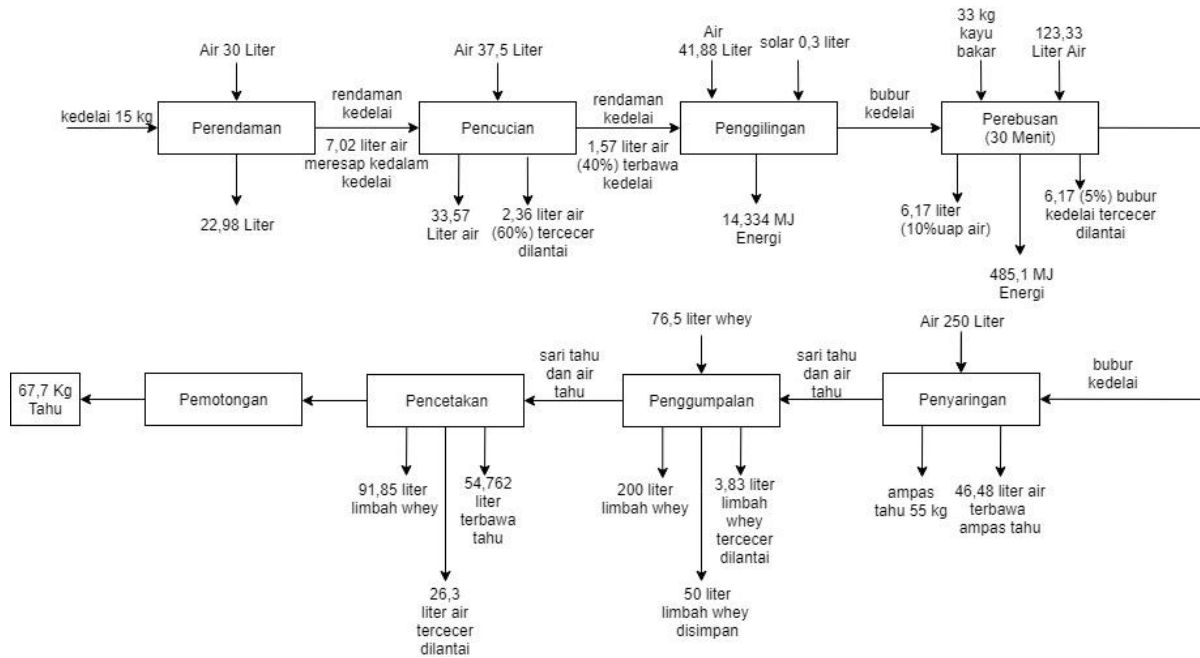 Air 30 Liter
kedelai 15 kg
Perendaman
22,98 Liter
rendaman
kedelai
7,02 liter air
meresap kedalam
kedelai
Air 37,5 Liter
Pencucian
33,57
Liter air
2,36 liter air
(60%) tercecer
dilantai
rendaman
kedelai
1,57 liter air
(40%) terbawa
kedelai
Air
41,88 Liter
solar 0,3 liter
Penggilingan
14,334 MJ
Energi
bubur
kedelai
33 kg
kayu
bakar
123,33
Liter Air
Perebusan
(30 Menit)
6,17 liter
(10%uap air)
485,1 MJ
Energi
6,17 (5%) bubur
kedelai tercecer
dilantai
bubur
kedelai
Air 250 Liter
Penyaringan
ampas
tahu 55 kg
46,48 liter air
terbawa
ampas tahu
sari tahu
dan air
tahu
76,5 liter whey
Penggumpalan
200 liter
limbah whey
50 liter
limbah whey
disimpan
3,83 liter
limbah
whey
tercecer
dilantai
sari tahu
dan air
tahu
Pencetakan
91,85 liter
limbah whey
26,3
liter air
tercecer
dilantai
54,762
liter
terbawa
tahu
Pemotongan
67,7 Kg
Tahu